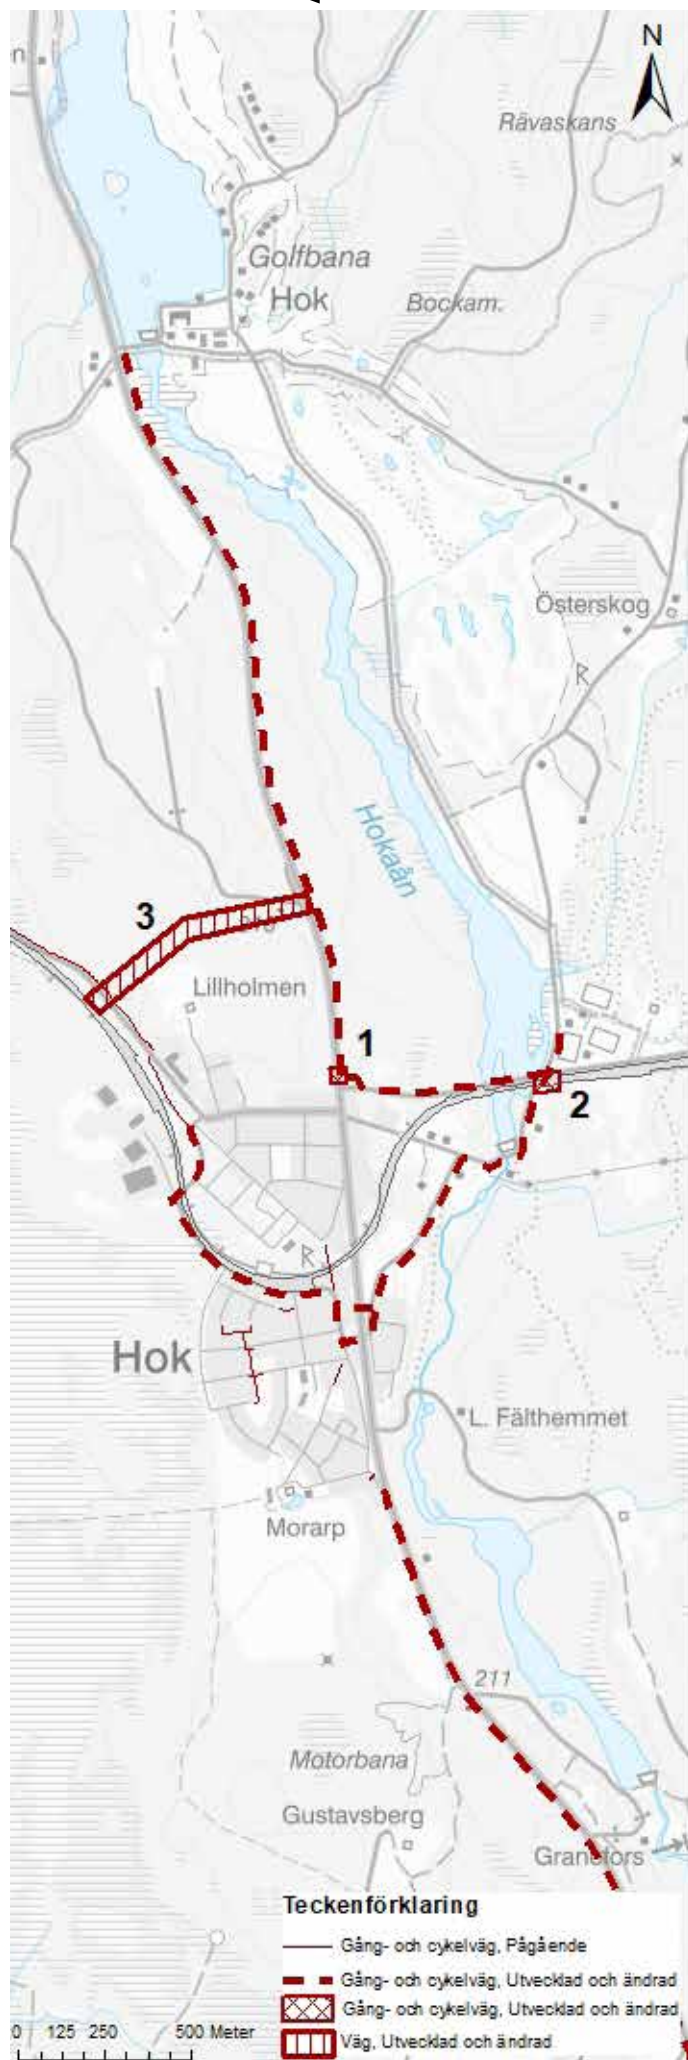 N
n
Rävaskans
Golfbana
Hok
Bockam.
Österskog
Hokaån
3
Lillholmen
1
2
Hok
L. Fälthemmet
Morarp
211
Motorbana
Gustavsberg
Granefors
Teckenförklaring
Gång- och cykelväg, Pågående
Gång- och cykelväg, Utvecklad och ändrad
Gång- och cykelväg, Utvecklad och ändrad
Väg, Utvecklad och ändrad
0 125 250 500 Meter